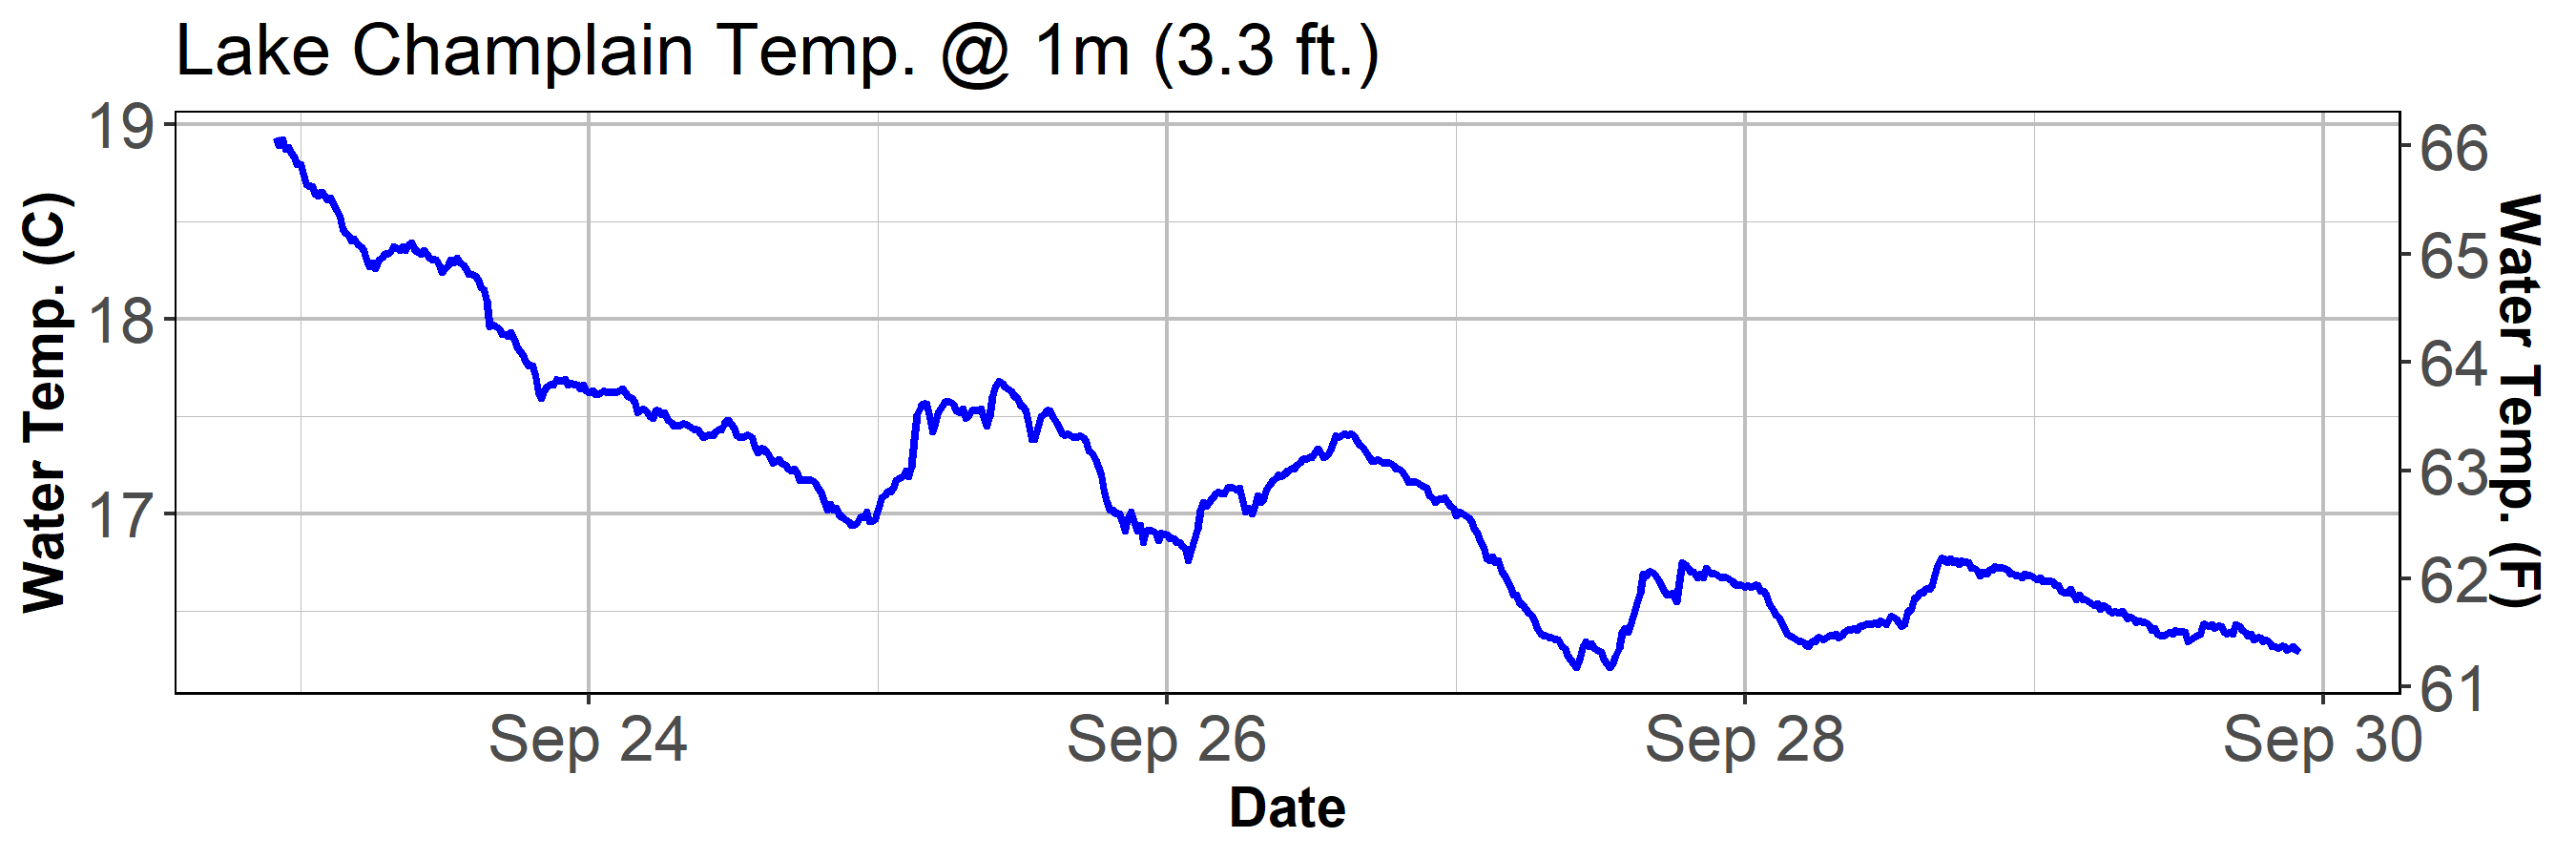 Lake Champlain Temp. @ 1m (3.3 ft.)
Water Temp. (C)
19
18
17
66
65
64
63
62
61
Water Temp. (F)
Sep 24
Sep 26
Sep 28
Sep 30
Date